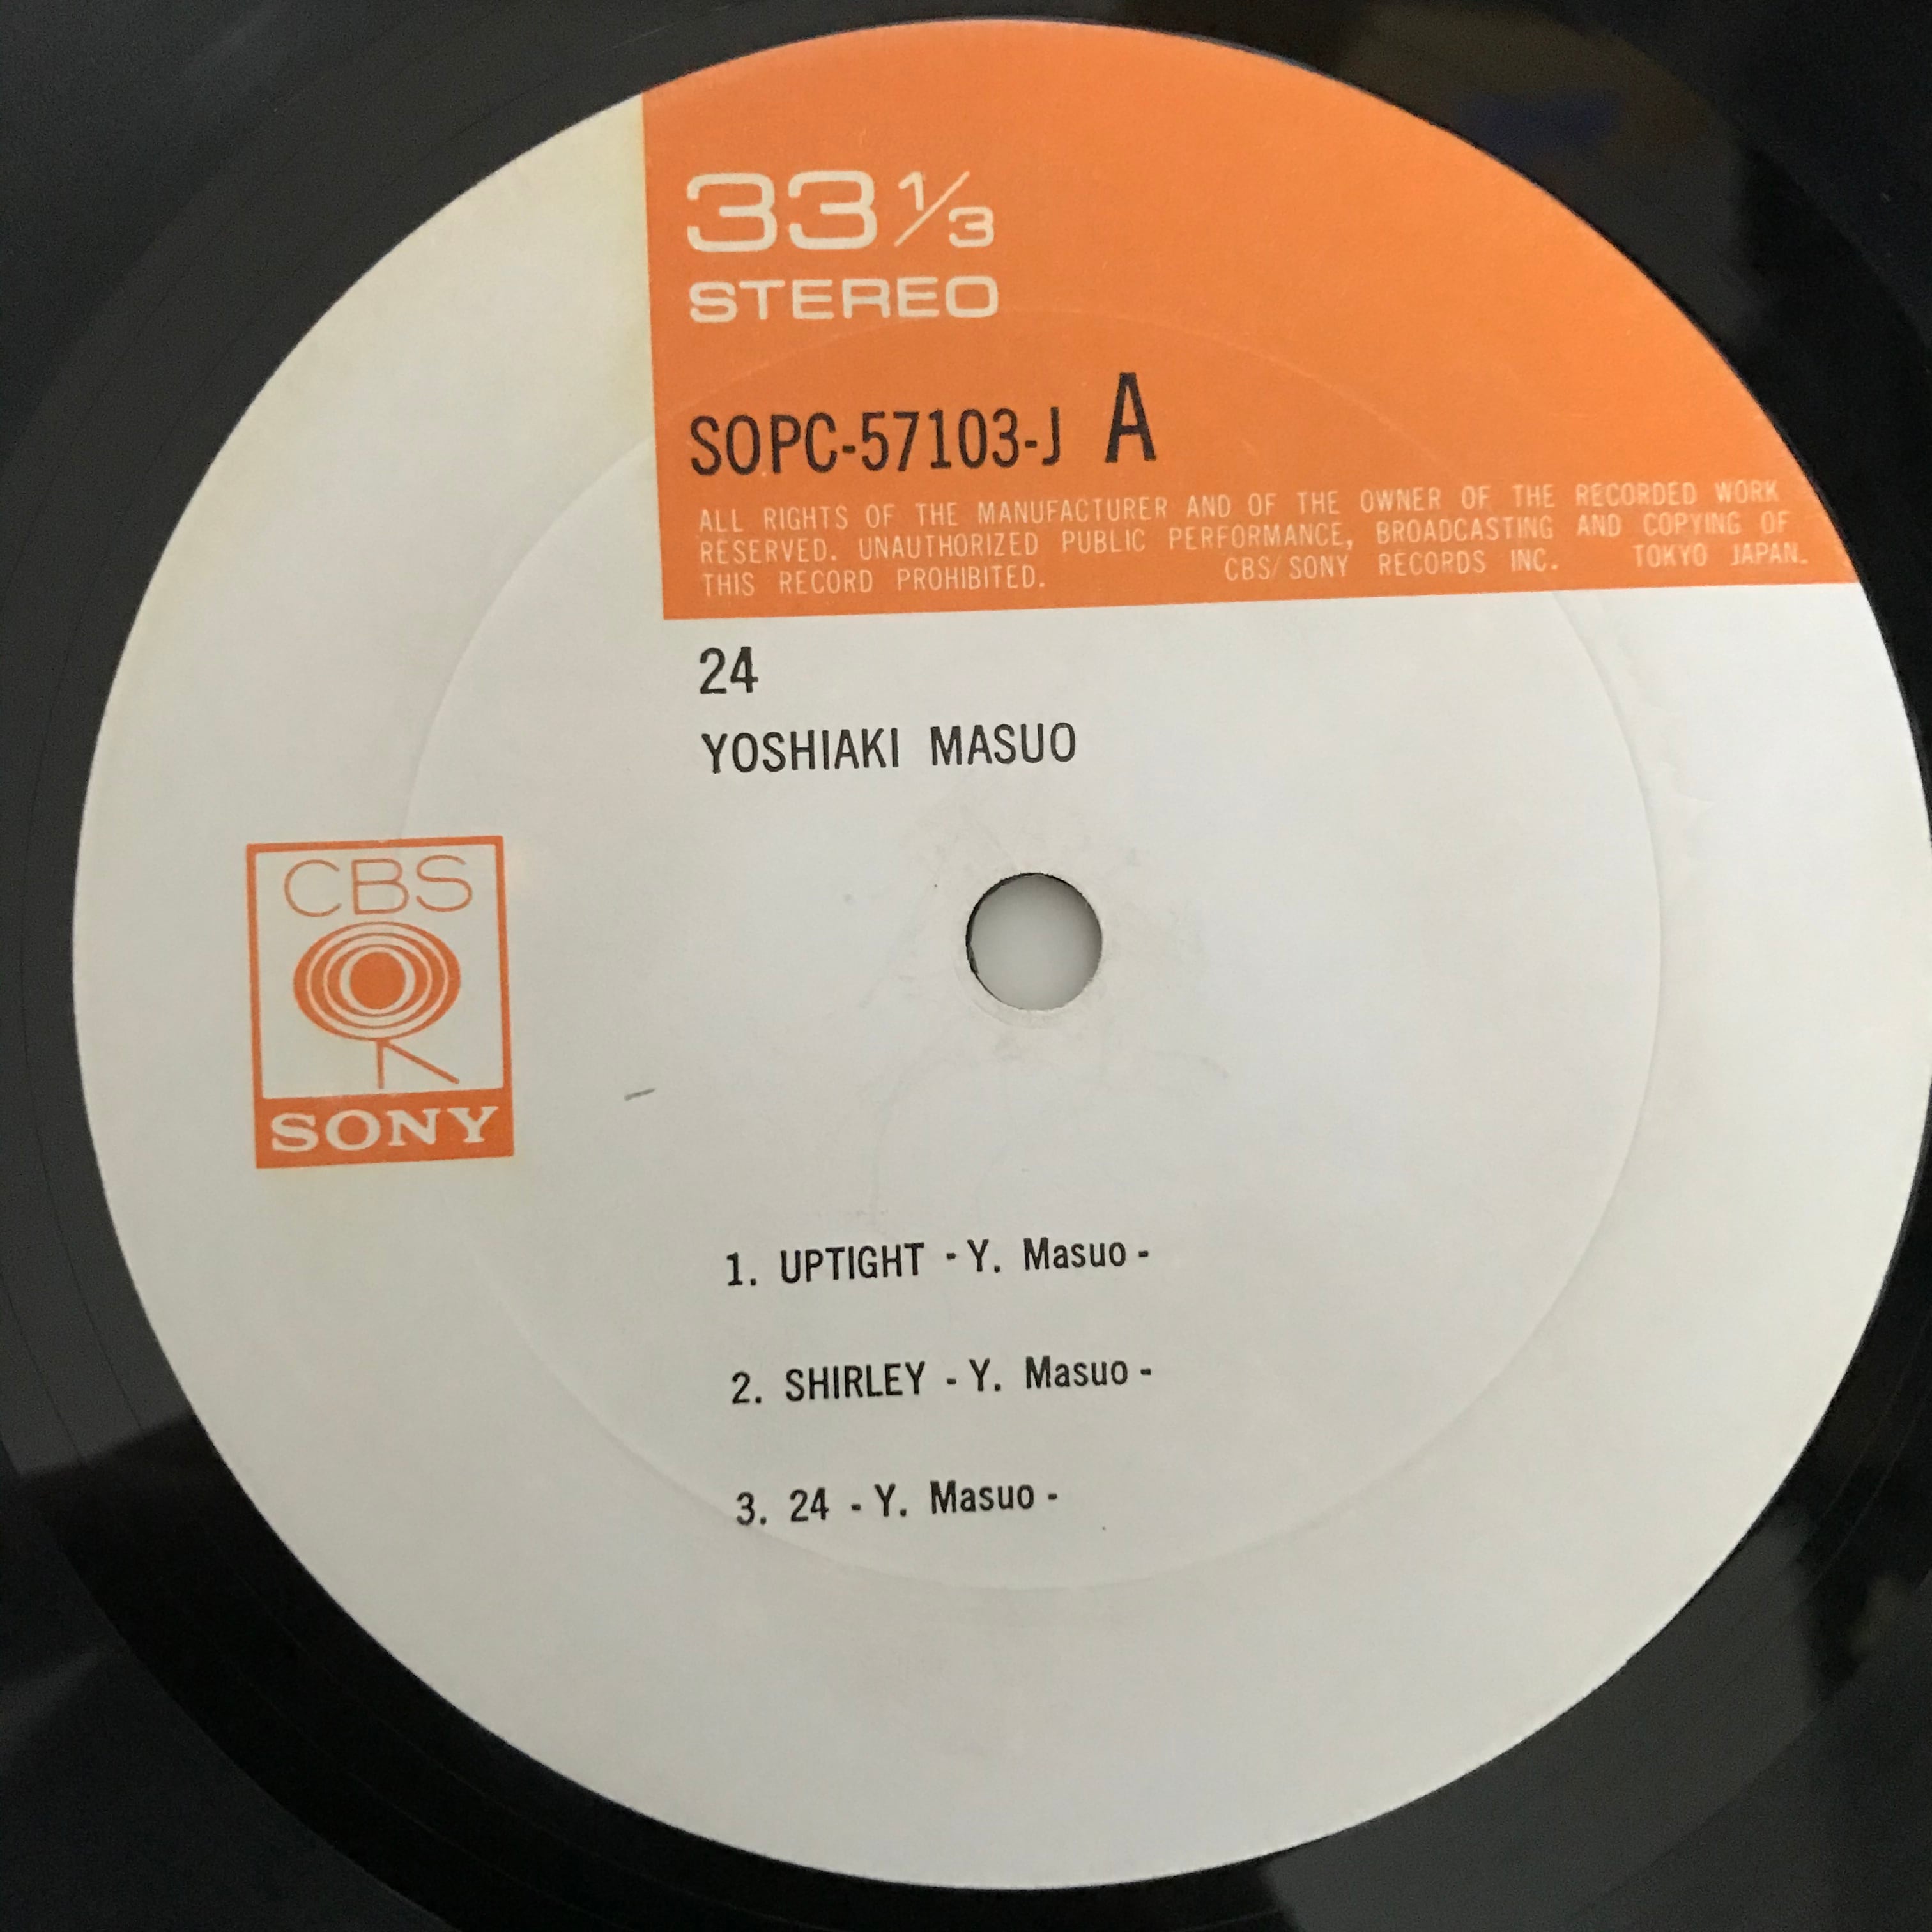 33 1/3
STEREO
SOPC-57103-J A
ALL RIGHTS OF THE MANUFACTURER AND OF THE OWNER OF THE RECORDED WORK
RESERVED. UNAUTHORIZED PUBLIC PERFORMANCE, BROADCASTING AND COPYING OF
THIS RECORD PROHIBITED. CBS/SONY RECORDS INC. TOKYO JAPAN.
24
YOSHIAKI MASUO
CBS
SONY
1. UPTIGHT - Y. Masuo -
2. SHIRLEY - Y. Masuo -
3. 24 - Y. Masuo -